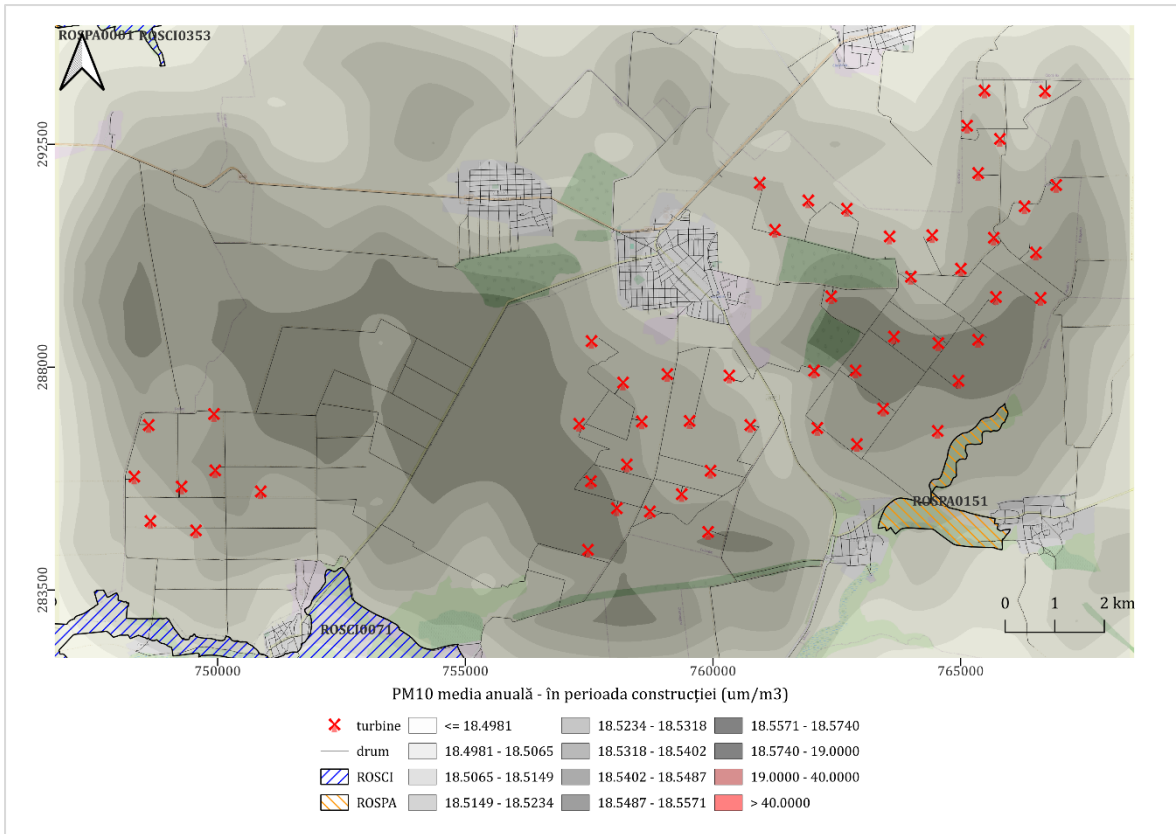 ROSPA0001 ROSCI0353
292500
288000
283500
ROSPA0151
ROSCI0071
0 1 2 km
750000 755000 760000 765000
PM10 media anuală - în perioada construcției (um/m3)
turbine <= 18.4981 18.5234 - 18.5318 18.5571 - 18.5740
drum 18.4981 - 18.5065 18.5318 - 18.5402 18.5740 - 19.0000
ROSCI 18.5065 - 18.5149 18.5402 - 18.5487 19.0000 - 40.0000
ROSPA 18.5149 - 18.5234 18.5487 - 18.5571 > 40.0000